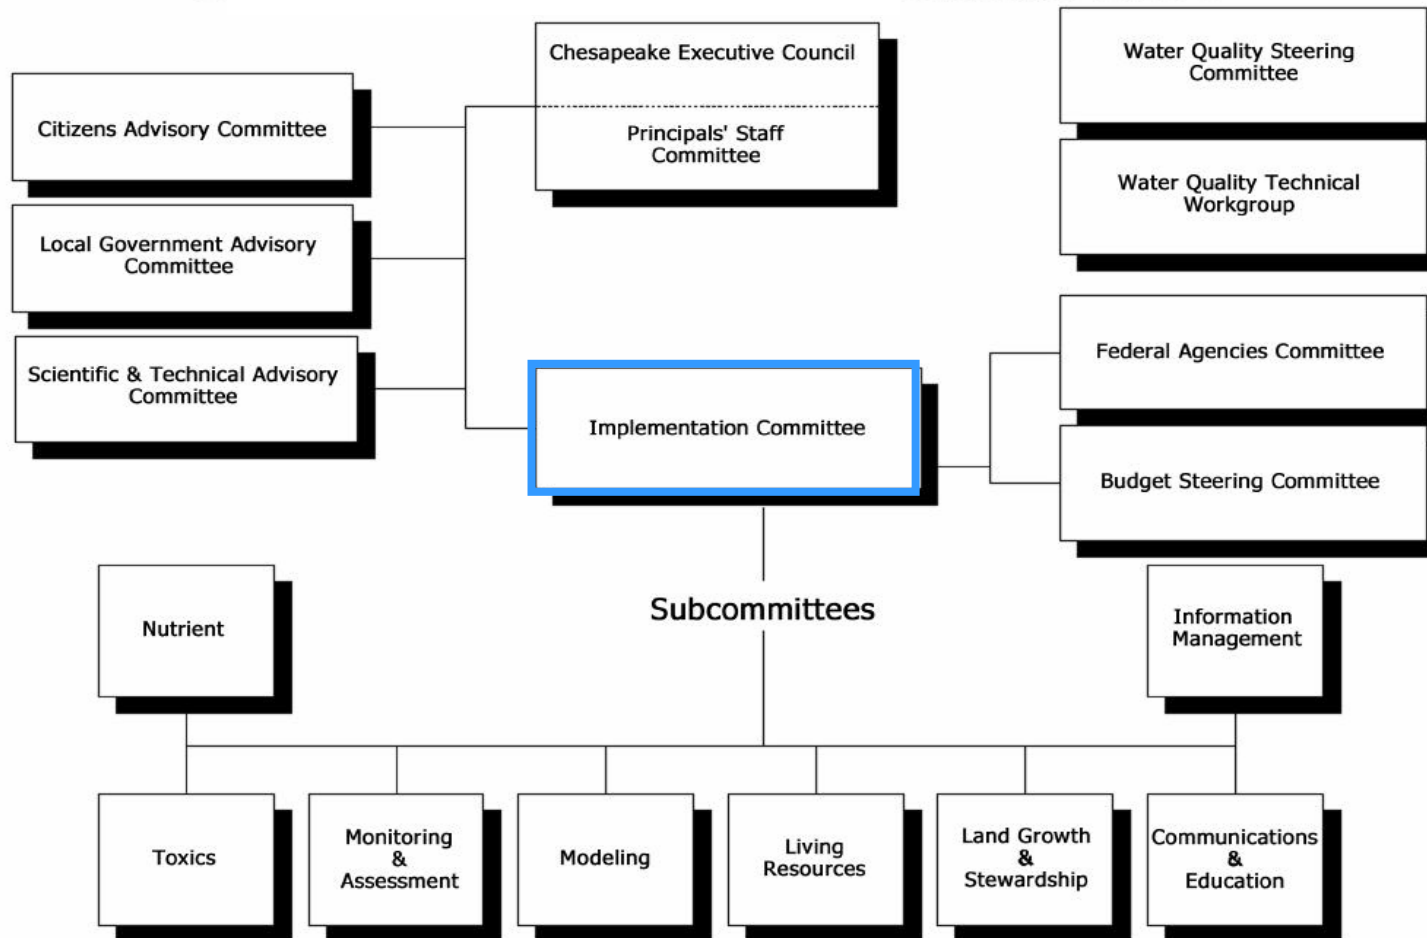 Chesapeake Executive Council
Principals' Staff
Committee
Water Quality Steering
Committee
Citizens Advisory Committee
Water Quality Technical
Workgroup
Local Government Advisory
Committee
Scientific & Technical Advisory
Committee
Federal Agencies Committee
Implementation Committee
Budget Steering Committee
Subcommittees
Nutrient
Information
Management
Toxics
Monitoring
&
Assessment
Modeling
Living
Resources
Land Growth
&
Stewardship
Communications
&
Education